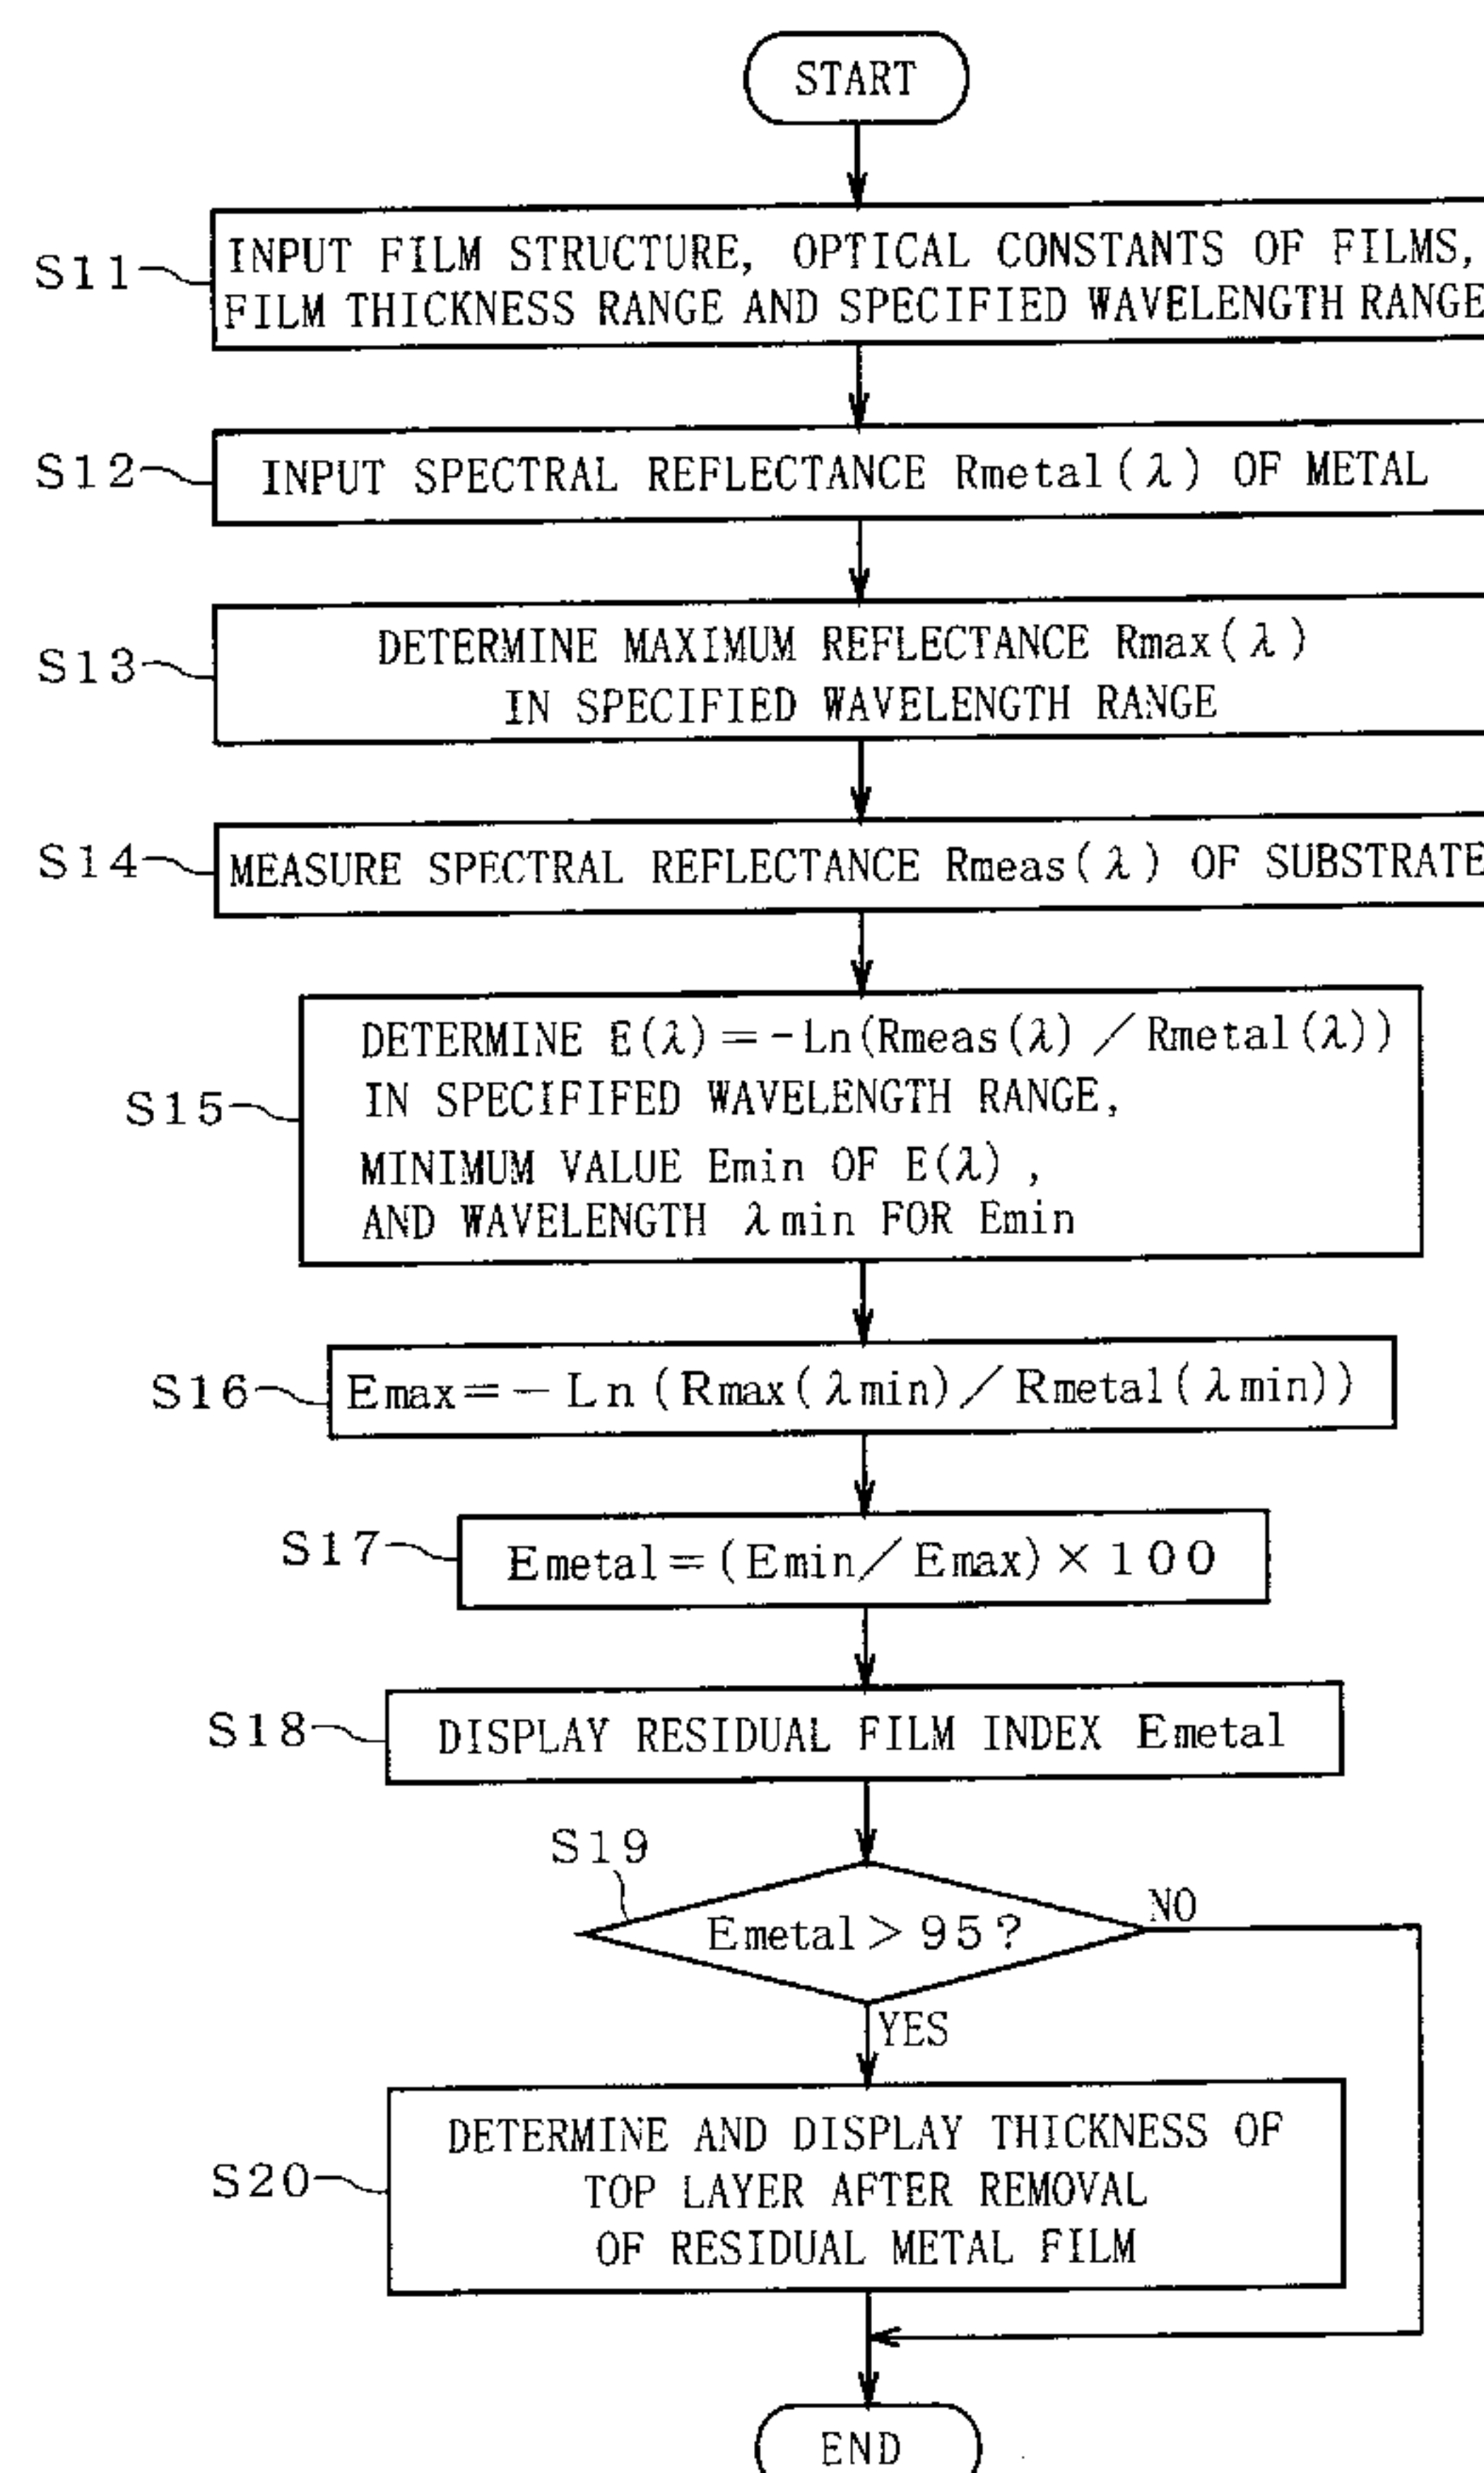 START
S11
INPUT FILM STRUCTURE, OPTICAL CONSTANTS OF FILMS,
FILM THICKNESS RANGE AND SPECIFIED WAVELENGTH RANGE
S12
INPUT SPECTRAL REFLECTANCE Rmetal(λ) OF METAL
S13
DETERMINE MAXIMUM REFLECTANCE Rmax(λ)
IN SPECIFIED WAVELENGTH RANGE
S14
MEASURE SPECTRAL REFLECTANCE Rmeas(λ) OF SUBSTRATE
S15
DETERMINE E(λ)=-Ln(Rmeas(λ)/Rmetal(λ))
IN SPECIFIFED WAVELENGTH RANGE,
MINIMUM VALUE Emin OF E(λ),
AND WAVELENGTH λmin FOR Emin
S16
Emax=-Ln(Rmax(λmin)/Rmetal(λmin))
S17
Emetal=(Emin/Emax)×100
S18
DISPLAY RESIDUAL FILM INDEX Emetal
S19
Emetal>95?
NO
YES
S20
DETERMINE AND DISPLAY THICKNESS OF
TOP LAYER AFTER REMOVAL
OF RESIDUAL METAL FILM
END